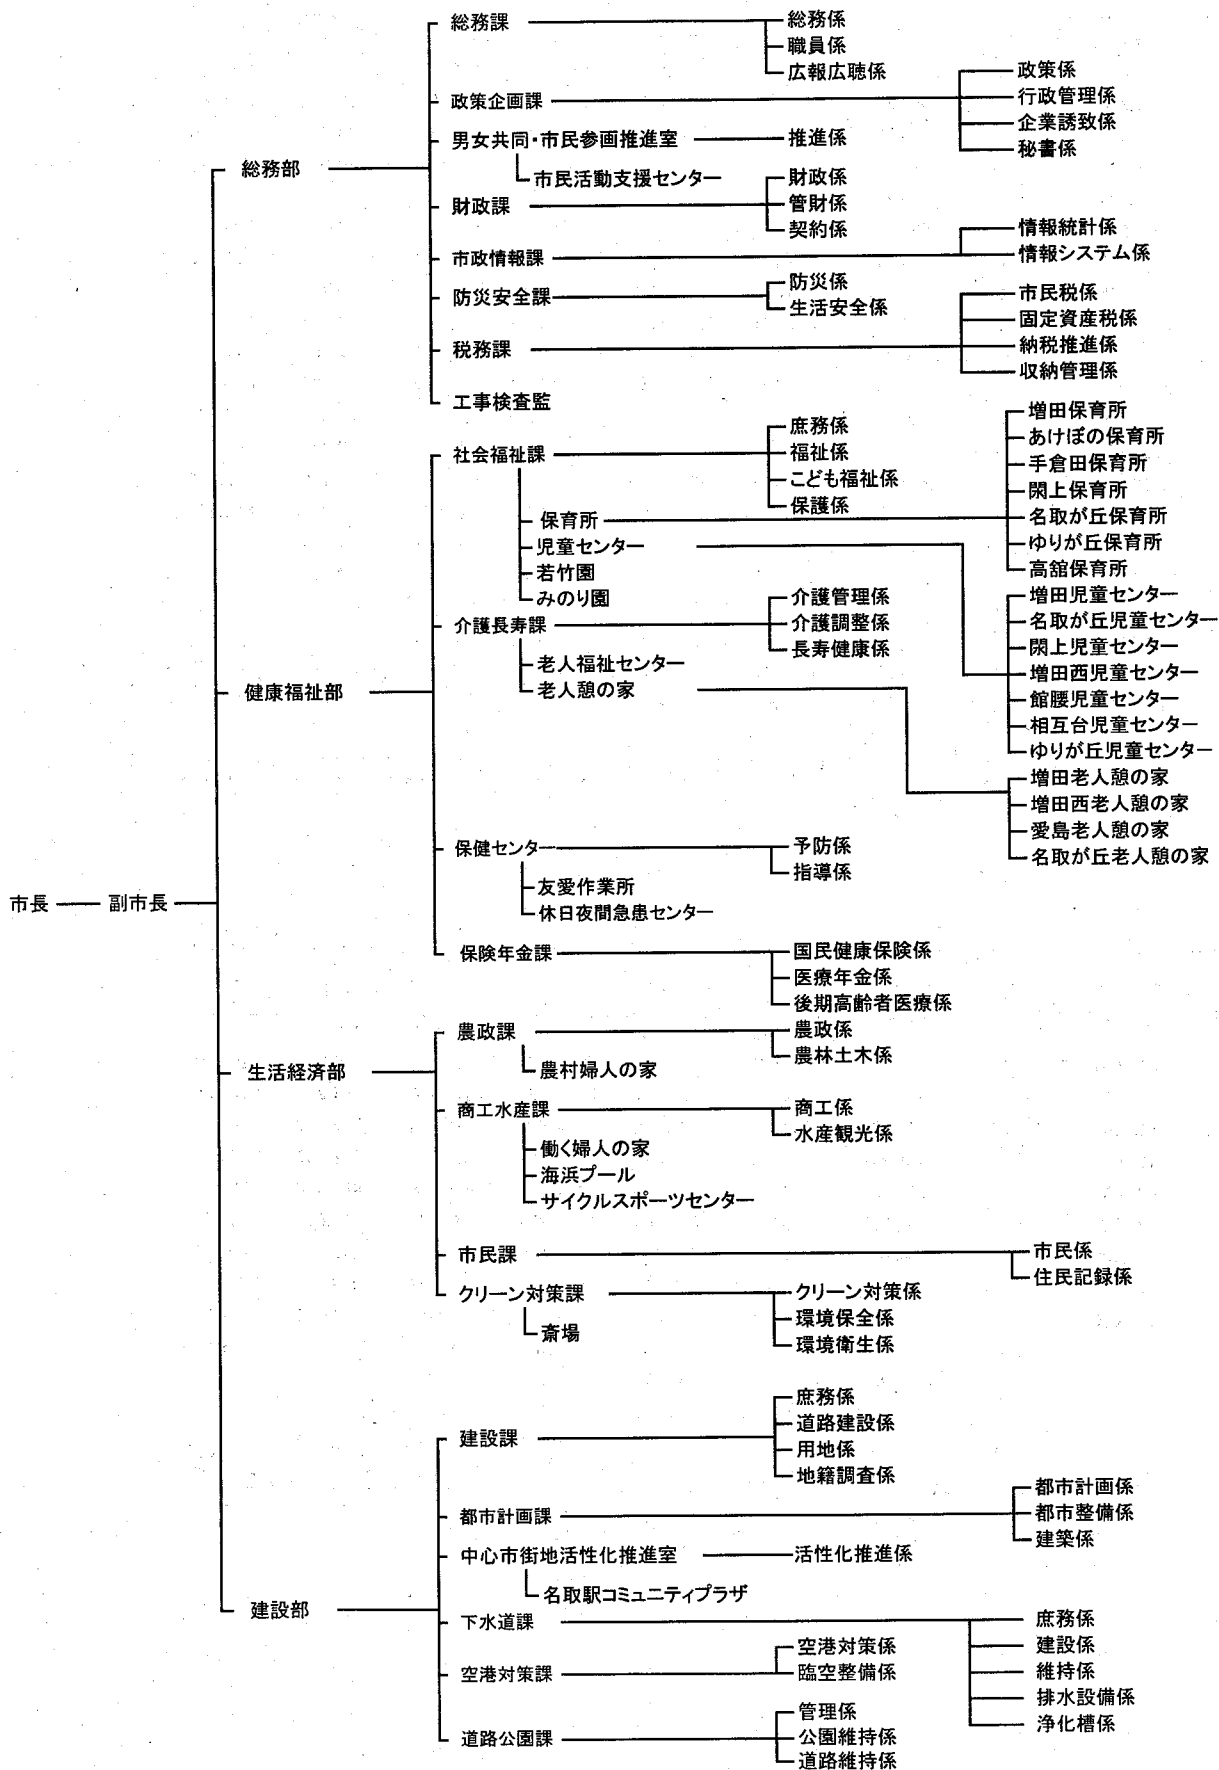 市長
副市長
総務部
総務課
総務係
職員係
広報広聴係
政策企画課
政策係
行政管理係
企業誘致係
秘書係
男女共同・市民参画推進室
推進係
市民活動支援センター
財政課
財政係
管財係
契約係
市政情報課
情報統計係
情報システム係
防災安全課
防災係
生活安全係
税務課
市民税係
固定資産税係
納税推進係
収納管理係
工事検査監
健康福祉部
社会福祉課
庶務係
福祉係
こども福祉係
保護係
保育所
増田保育所
あけぼの保育所
手倉田保育所
閖上保育所
名取が丘保育所
ゆりが丘保育所
高舘保育所
児童センター
増田児童センター
名取が丘児童センター
閖上児童センター
増田西児童センター
館腰児童センター
相互台児童センター
ゆりが丘児童センター
若竹園
みのり園
介護長寿課
介護管理係
介護調整係
長寿健康係
老人福祉センター
老人憩の家
増田老人憩の家
増田西老人憩の家
愛島老人憩の家
名取が丘老人憩の家
保健センター
予防係
指導係
友愛作業所
休日夜間急患センター
保険年金課
国民健康保険係
医療年金係
後期高齢者医療係
生活経済部
農政課
農政係
農林土木係
農村婦人の家
商工水産課
商工係
水産観光係
働く婦人の家
海浜プール
サイクルスポーツセンター
市民課
市民係
住民記録係
クリーン対策課
クリーン対策係
環境保全係
環境衛生係
斎場
建設部
建設課
庶務係
道路建設係
用地係
地籍調査係
都市計画課
都市計画係
都市整備係
建築係
中心市街地活性化推進室
活性化推進係
名取駅コミュニティプラザ
下水道課
庶務係
建設係
維持係
排水設備係
浄化槽係
空港対策課
空港対策係
臨空整備係
道路公園課
管理係
公園維持係
道路維持係